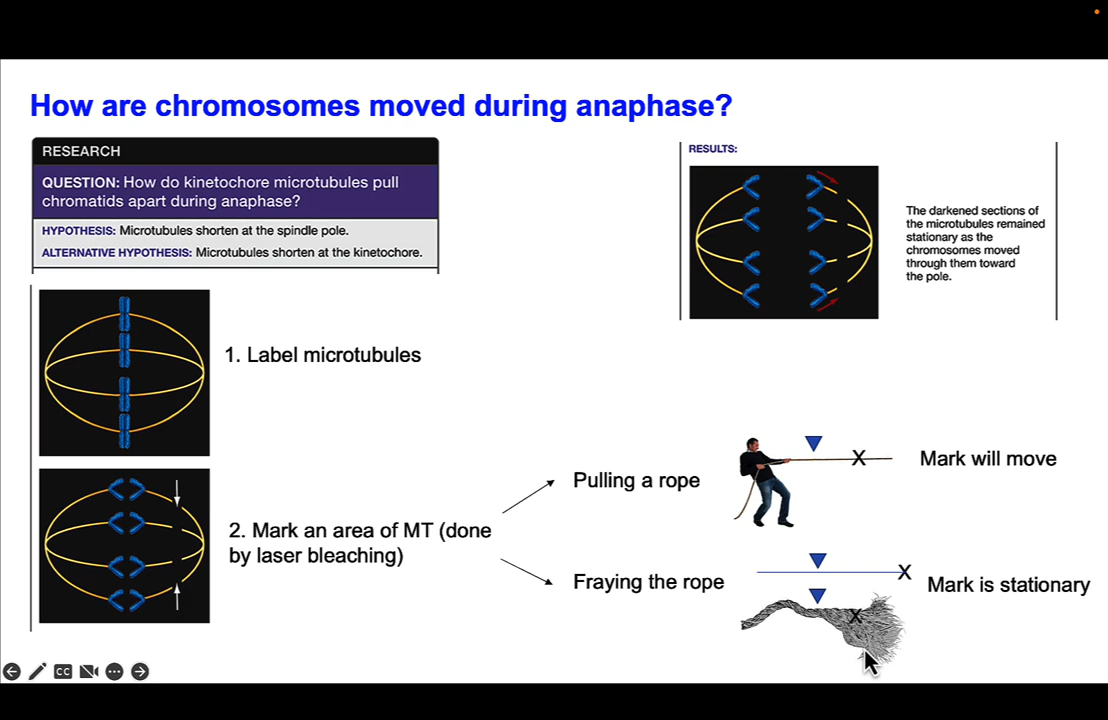 How are chromosomes moved during anaphase?
RESEARCH
QUESTION: How do kinetochore microtubules pull
chromatids apart during anaphase?
HYPOTHESIS: Microtubules shorten at the spindle pole.
ALTERNATIVE HYPOTHESIS: Microtubules shorten at the kinetochore.
1. Label microtubules
2. Mark an area of MT (done
by laser bleaching)
RESULTS:
The darkened sections of
the microtubules remained
stationary as the
chromosomes moved
through them toward
the pole.
Pulling a rope
X
Mark will move
Fraying the rope
X
X
Mark is stationary
CC